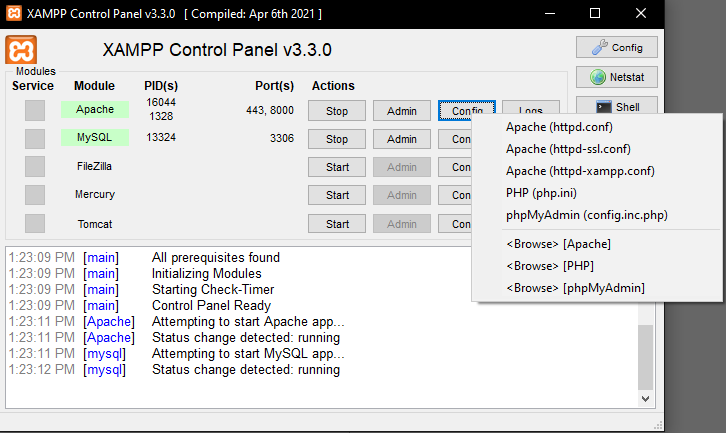 XAMPP Control Panel v3.3.0 [ Compiled: Apr 6th 2021 ]
XAMPP Control Panel v3.3.0
Config
Modules
Service Module PID(s) Port(s) Actions
Netstat
Apache 16044 1328 443, 8000 Stop Admin Config Logs
Shell
MySQL 13324 3306 Stop Admin Con
FileZilla Start Admin Con
Mercury Start Admin Con
Tomcat Start Admin Con
Apache (httpd.conf)
Apache (httpd-ssl.conf)
Apache (httpd-xampp.conf)
PHP (php.ini)
phpMyAdmin (config.inc.php)
<Browse> [Apache]
<Browse> [PHP]
<Browse> [phpMyAdmin]
1:23:09 PM [main] All prerequisites found
1:23:09 PM [main] Initializing Modules
1:23:09 PM [main] Starting Check-Timer
1:23:09 PM [main] Control Panel Ready
1:23:11 PM [Apache] Attempting to start Apache app...
1:23:11 PM [Apache] Status change detected: running
1:23:11 PM [mysql] Attempting to start MySQL app...
1:23:12 PM [mysql] Status change detected: running